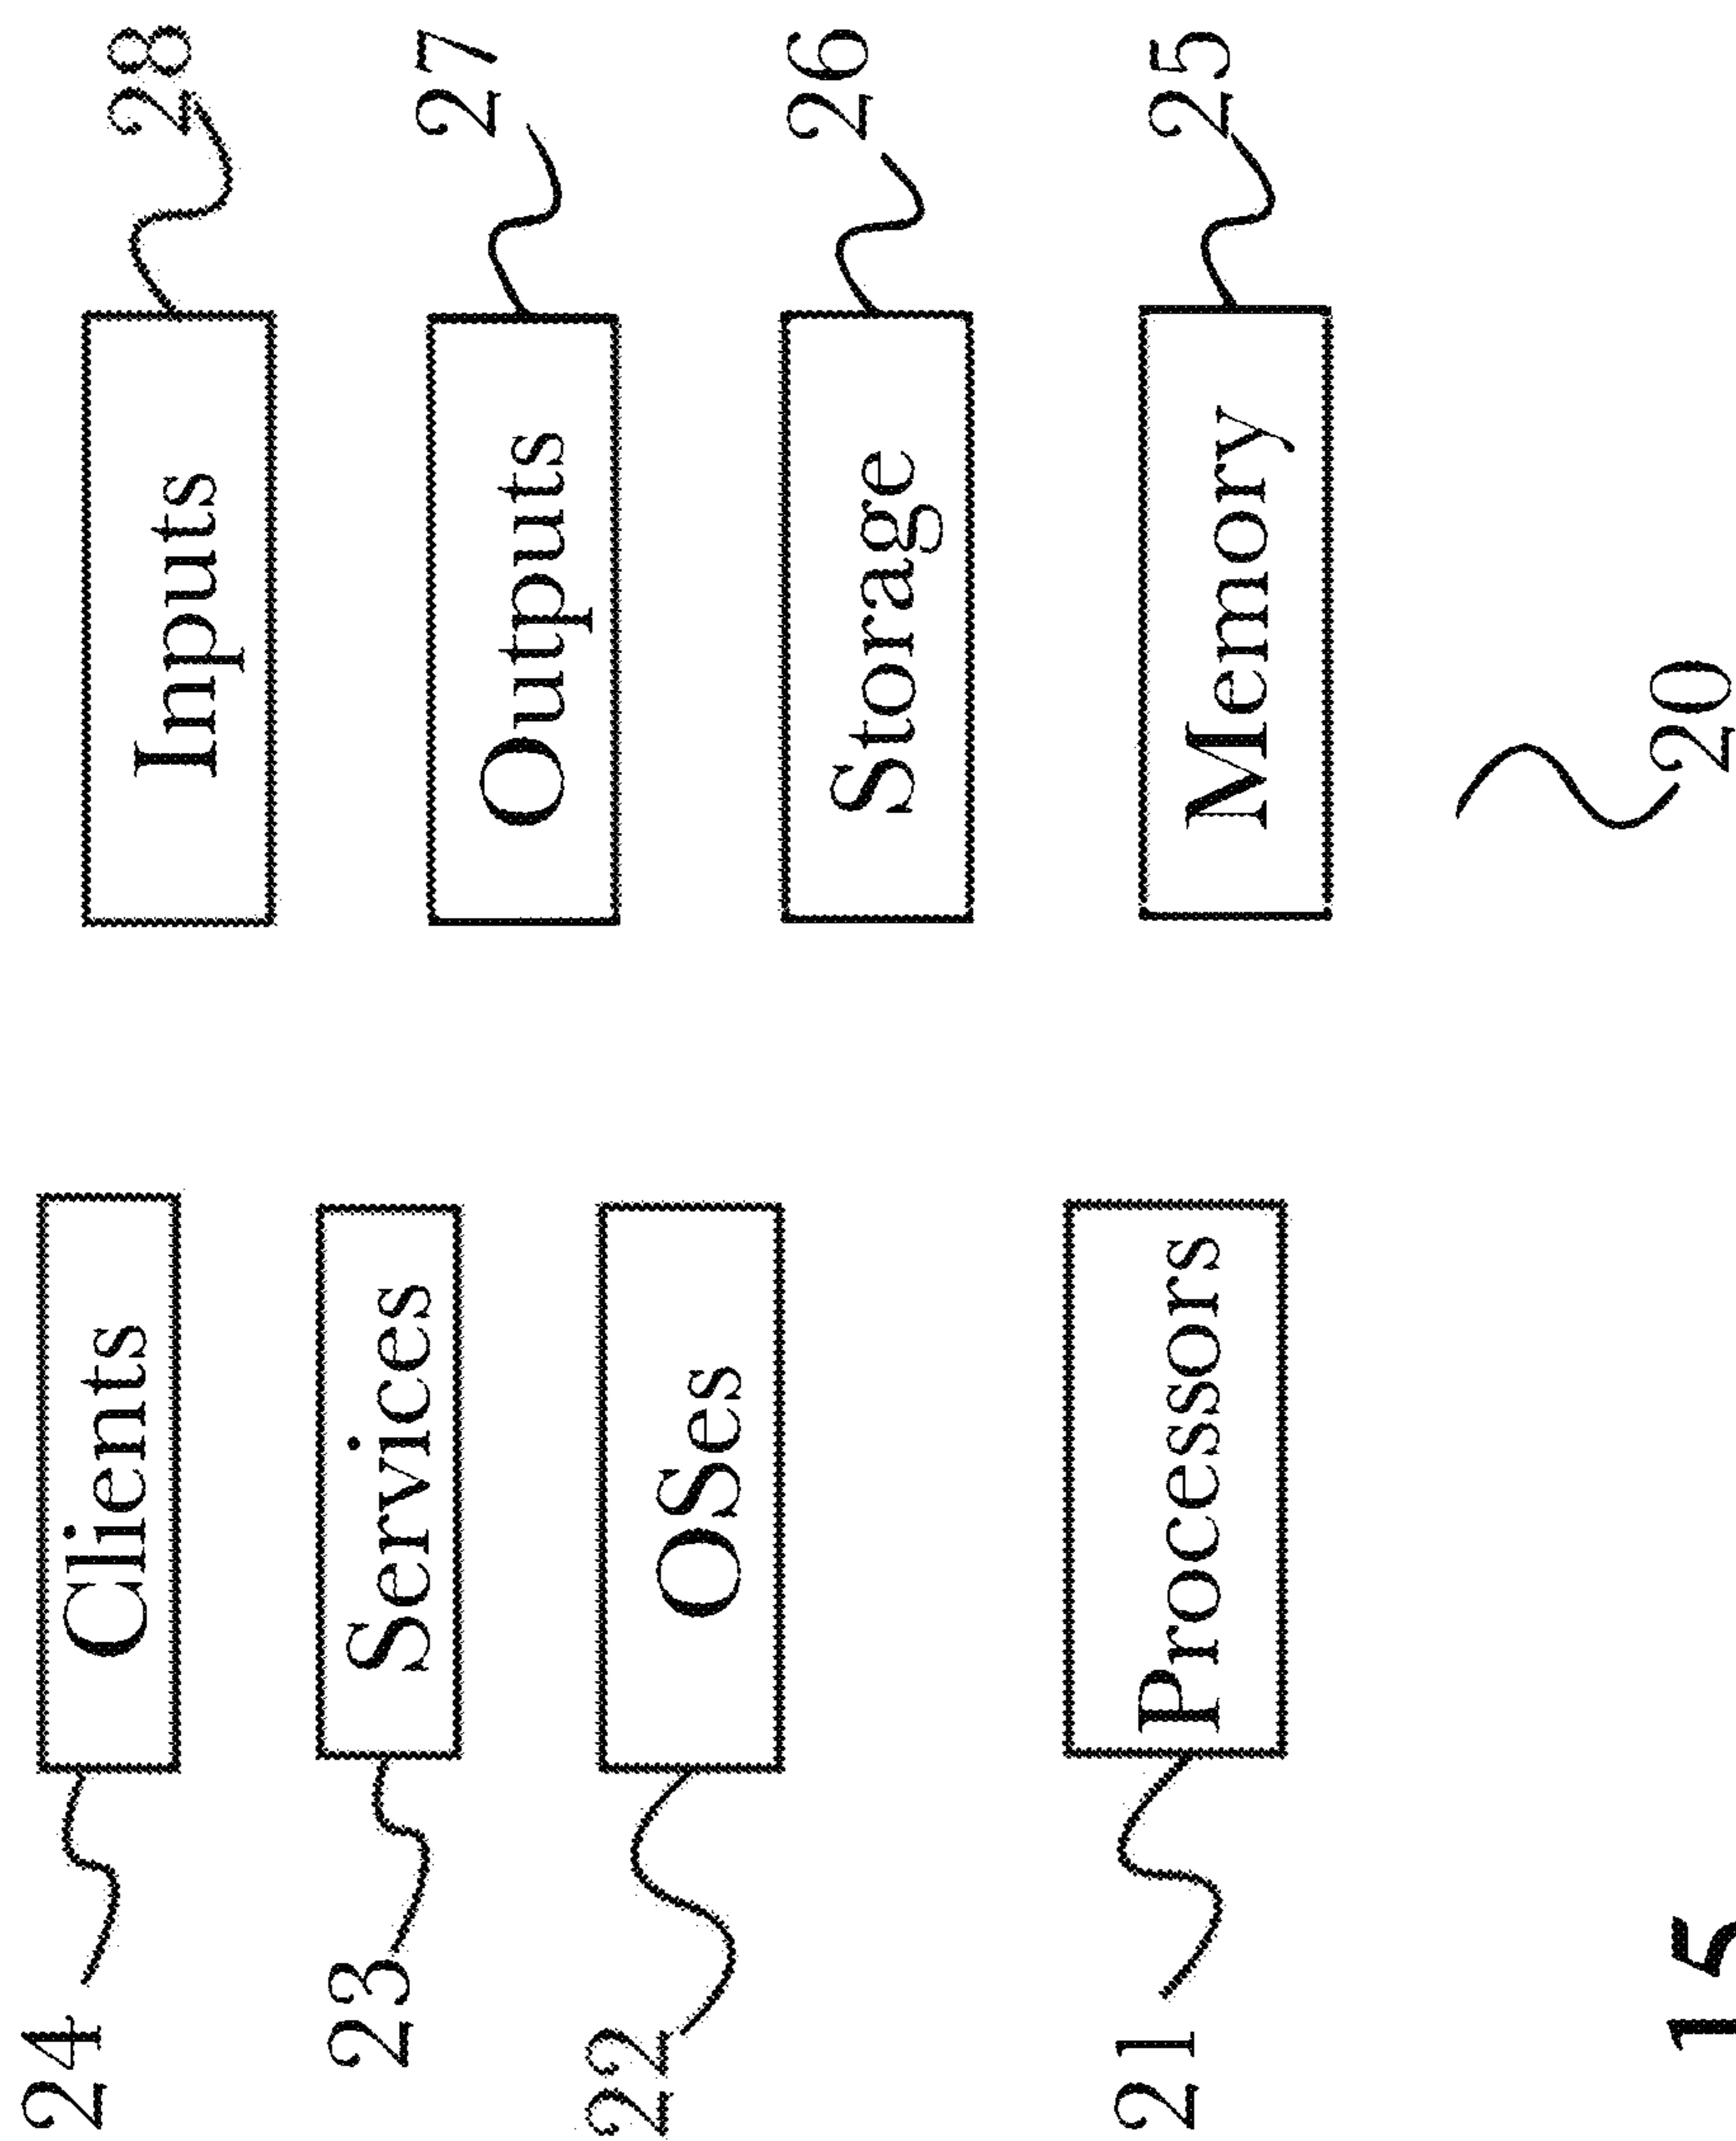 24 Clients Inputs 28
23 Services Outputs 27
22 OSes Storage 26
21 Processors Memory 25
15 20